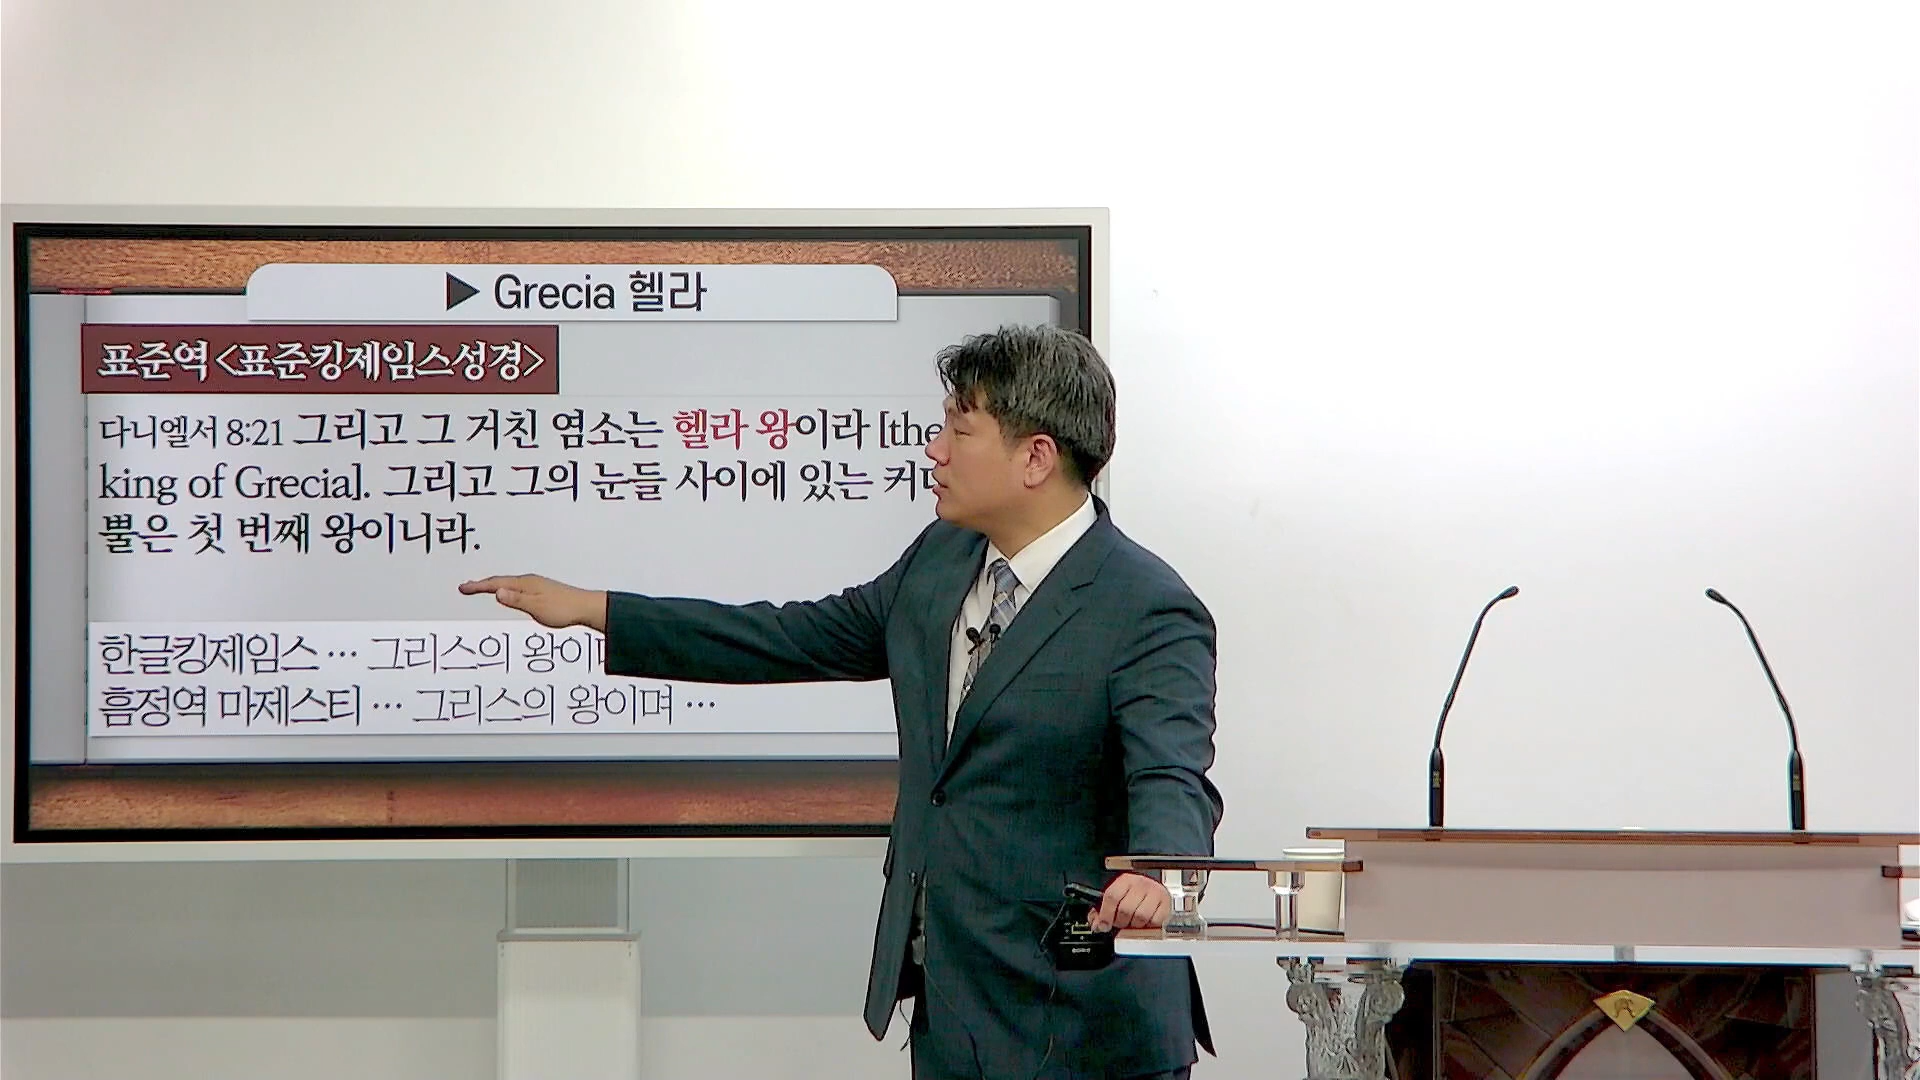 ▶ Grecia 헬라
표준역<표준킹제임스성경>
다니엘서 8:21 그리고 그 거친 염소는 헬라 왕이라 [the
king of Grecia]. 그리고 그의 눈들 사이에 있는
뿔은 첫 번째 왕이니라.
한글킹제임스 … 그리스의
흠정역 마제스티 … 그리스의 왕이며 …